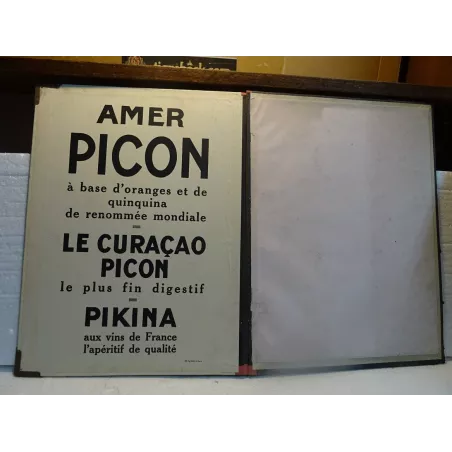 AMER
PICON
à base d'oranges et de
quinquina
de renommée mondiale
LE CURAÇAO
PICON
le plus fin digestif
PIKINA
aux vins de France
l'apéritif de qualité